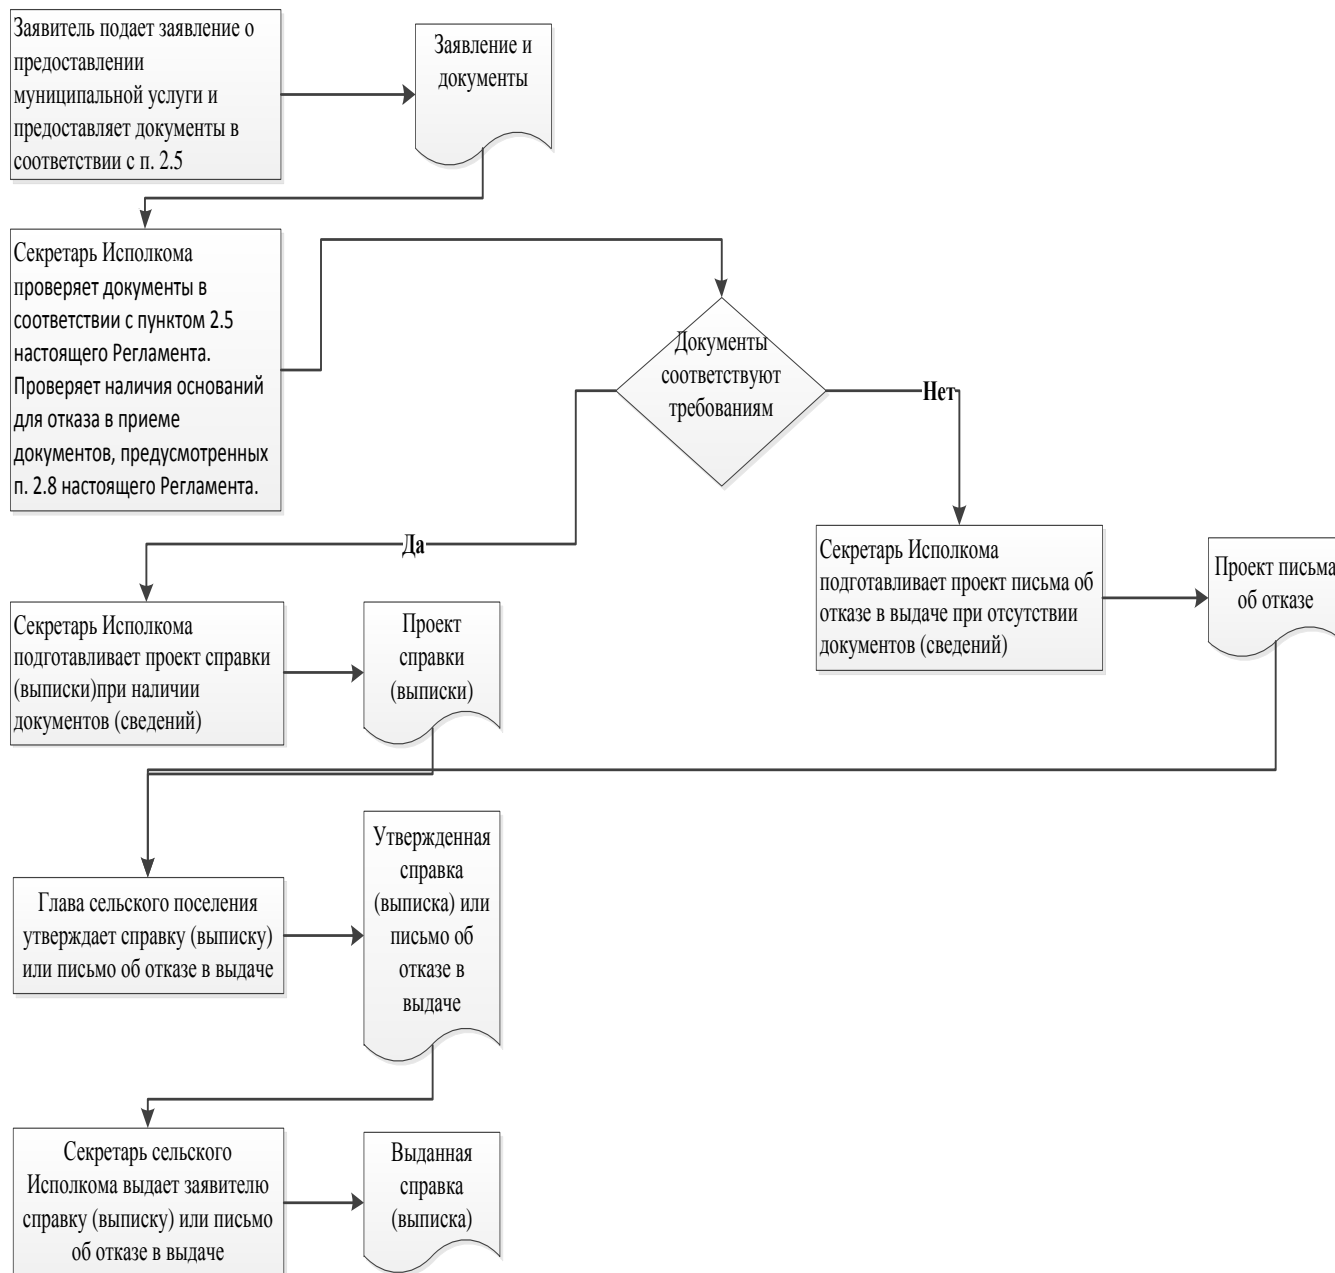 Заявитель подает заявление о
предоставлении
муниципальной услуги и
предоставляет документы в
соответствии с п. 2.5
Заявление и
документы
Секретарь Исполкома
проверяет документы в
соответствии с пунктом 2.5
настоящего Регламента.
Проверяет наличия оснований
для отказа в приеме
документов, предусмотренных
п. 2.8 настоящего Регламента.
Документы
соответствуют
требованиям
Нет
Да
Секретарь Исполкома
подготавливает проект письма об
отказе в выдаче при отсутствии
документов (сведений)
Проект письма
об отказе
Секретарь Исполкома
подготавливает проект справки
(выписки)при наличии
документов (сведений)
Проект
справки
(выписки)
Глава сельского поселения
утверждает справку (выписку)
или письмо об отказе в выдаче
Утвержденная
справка
(выписка) или
письмо об
отказе в
выдаче
Секретарь сельского
Исполкома выдает заявителю
справку (выписку) или письмо
об отказе в выдаче
Выданная
справка
(выписка)